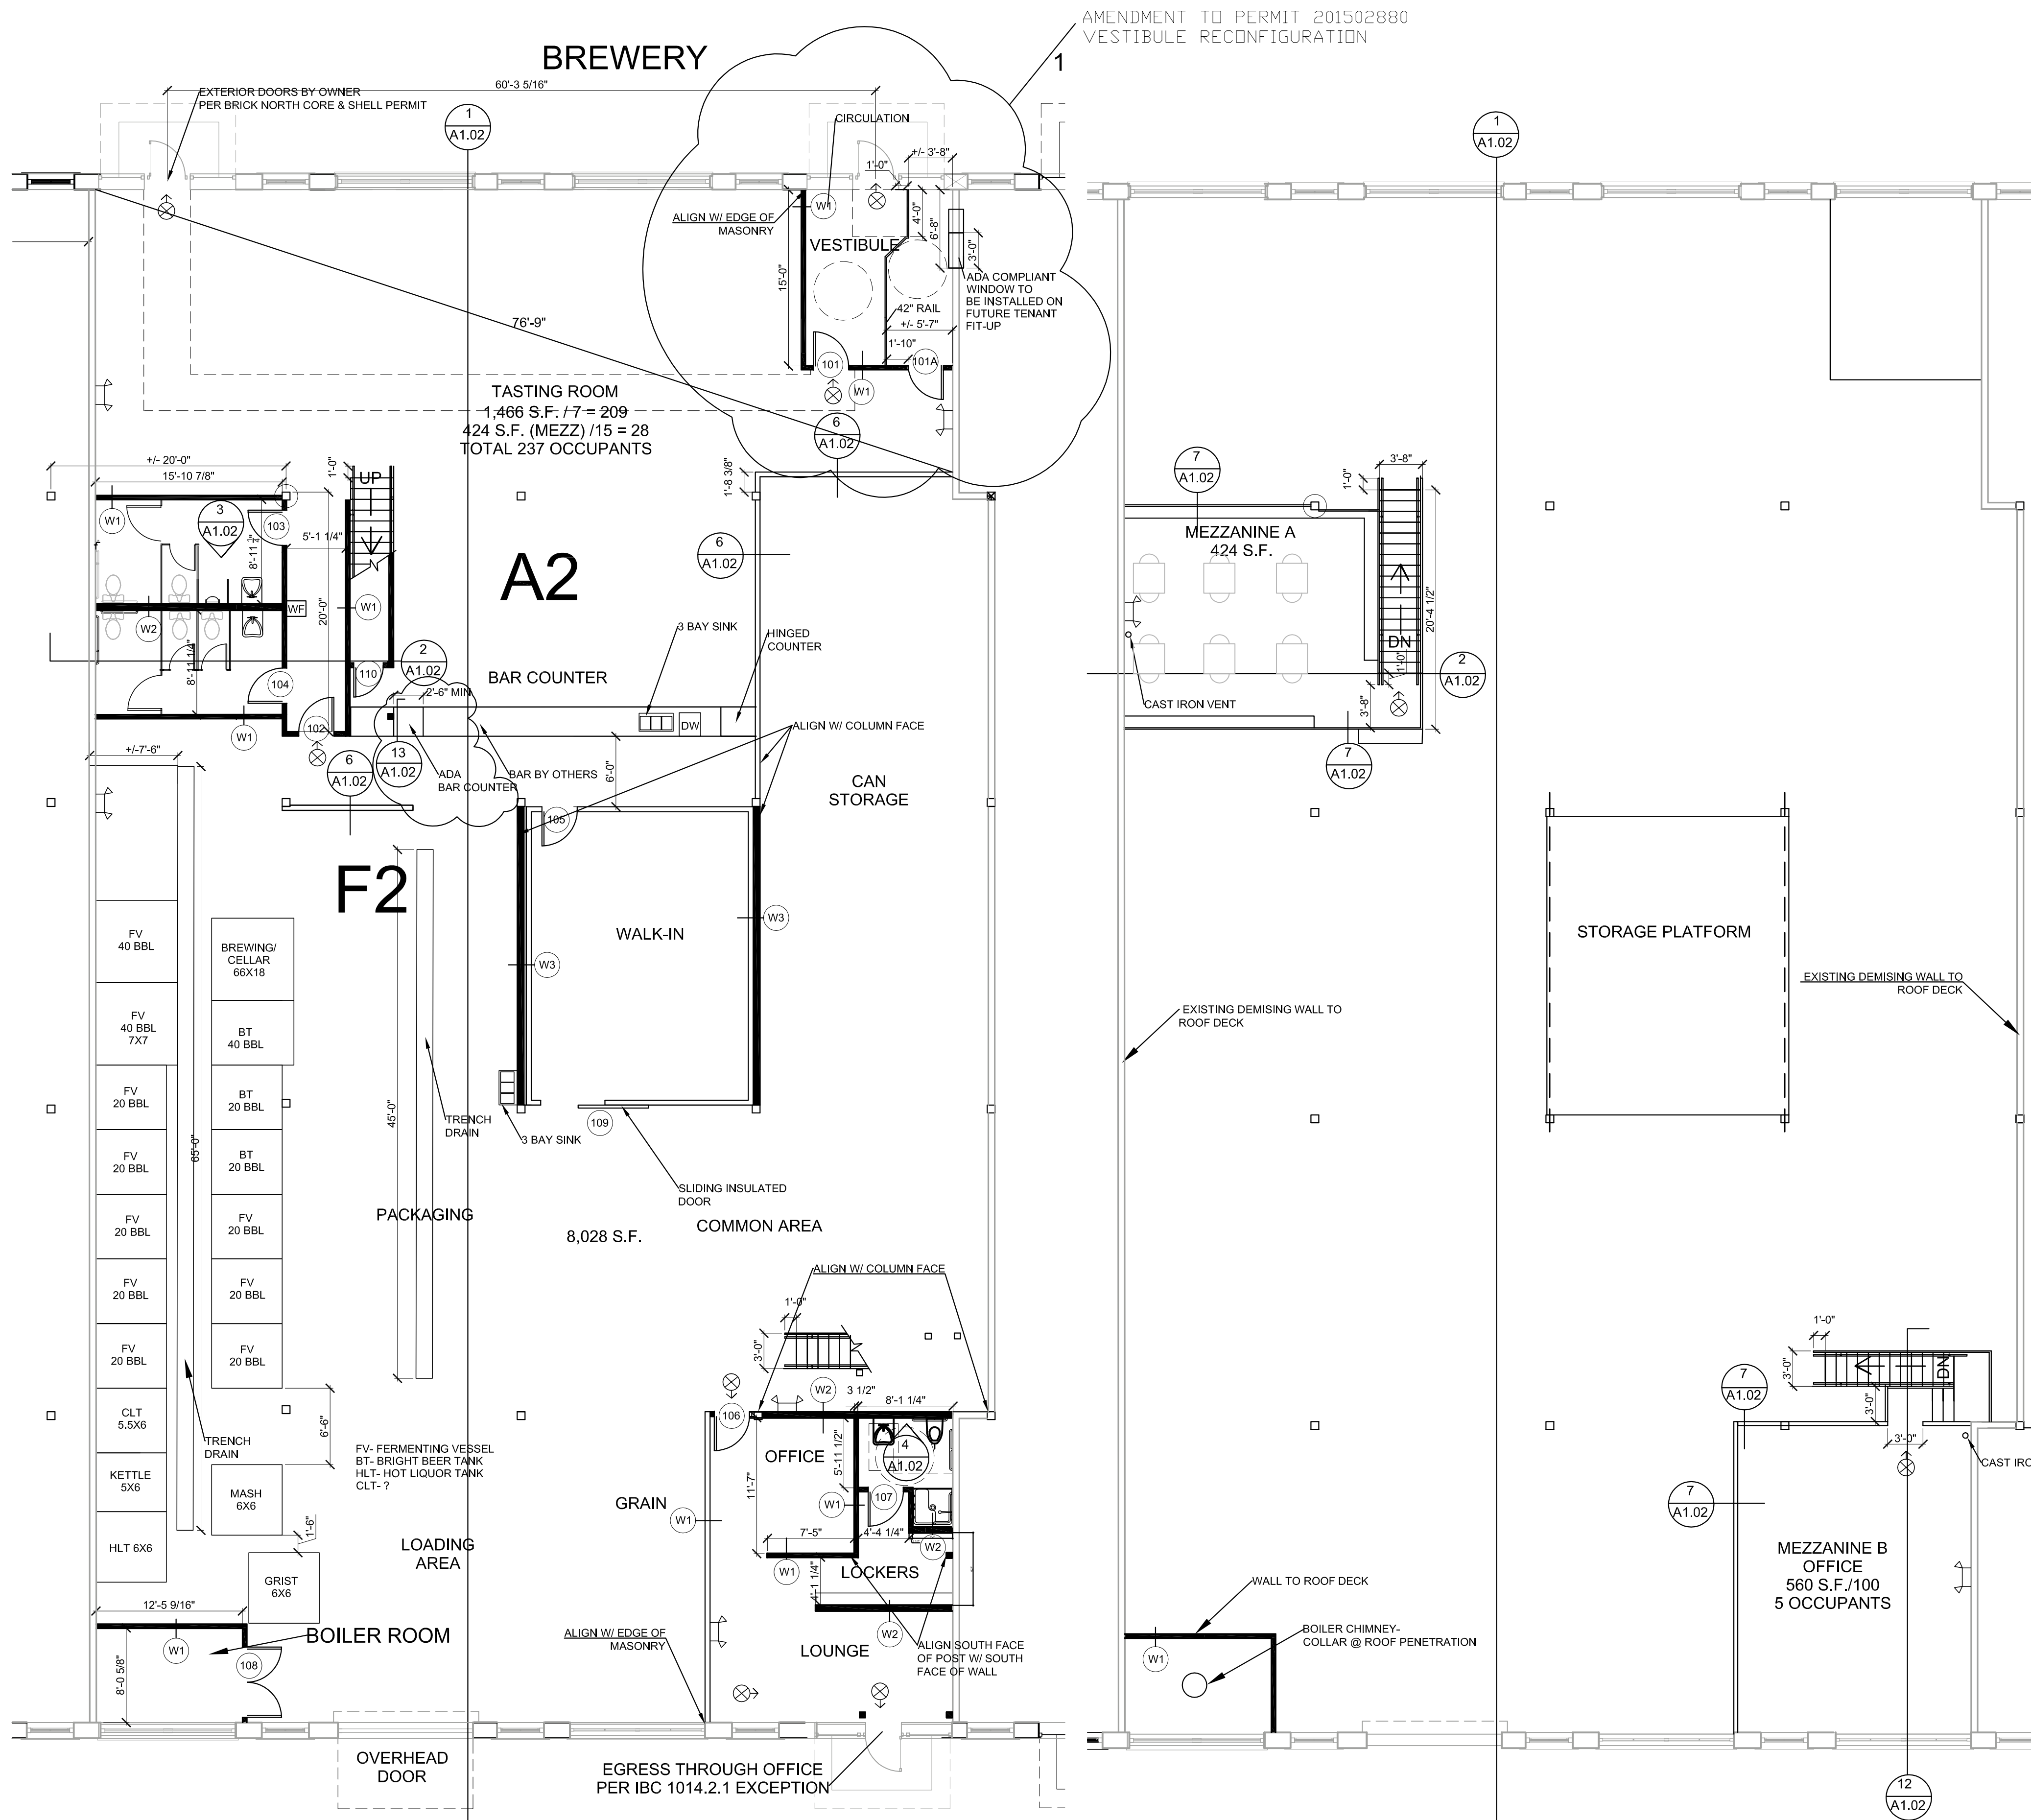 AMENDMENT TO PERMIT 201502880
VESTIBULE RECONFIGURATION
BREWERY
1
60'-3 5/16"
EXTERIOR DOORS BY OWNER
PER BRICK NORTH CORE & SHELL PERMIT
1
A1.02
CIRCULATION
+/- 3'-8"
1'-0"
W1
ALIGN W/ EDGE OF
MASONRY
4'-0"
6'-8"
3'-0"
VESTIBULE
15'-0"
ADA COMPLIANT
WINDOW TO
BE INSTALLED ON
FUTURE TENANT
FIT-UP
42" RAIL
+/- 5'-7"
1'-10"
76'-9"
101
101A
W1
TASTING ROOM
1,466 S.F. / 7 = 209
424 S.F. (MEZZ) /15 = 28
TOTAL 237 OCCUPANTS
6
A1.02
+/- 20'-0"
15'-10 7/8"
1'-0"
UP
1'-8 3/8"
W1
3
A1.02
103
5'-1 1/4"
8'-11 1/4"
A2
6
A1.02
WF
20'-0"
W1
W2
3 BAY SINK
HINGED
COUNTER
2
A1.02
110
BAR COUNTER
8'-11 1/4"
104
2'-6" MIN
DW
W1
102
ALIGN W/ COLUMN FACE
+/-7'-6"
6
A1.02
13
A1.02
ADA
BAR COUNTER
BAR BY OTHERS
6'-0"
CAN
STORAGE
105
F2
FV
40 BBL
BREWING/
CELLAR
66X18
WALK-IN
W3
W3
FV
40 BBL
7X7
BT
40 BBL
FV
20 BBL
BT
20 BBL
45'-0"
TRENCH
DRAIN
3 BAY SINK
109
65'-0"
FV
20 BBL
BT
20 BBL
SLIDING INSULATED
DOOR
FV
20 BBL
FV
20 BBL
PACKAGING
8,028 S.F.
COMMON AREA
FV
20 BBL
FV
20 BBL
ALIGN W/ COLUMN FACE
1'-0"
3'-0"
FV
20 BBL
FV
20 BBL
W2
3 1/2"
8'-1 1/4"
106
CLT
5.5X6
6'-6"
TRENCH
DRAIN
FV- FERMENTING VESSEL
BT- BRIGHT BEER TANK
HLT- HOT LIQUOR TANK
CLT- ?
OFFICE
5'-11 1/2"
4
A1.02
11'-7"
KETTLE
5X6
MASH
6X6
GRAIN
W1
W1
107
1'-6"
7'-5"
4'-4 1/4"
W2
HLT 6X6
LOADING
AREA
GRIST
6X6
W1
4'-1 1/4"
LOCKERS
12'-5 9/16"
W2
BOILER ROOM
ALIGN W/ EDGE OF
MASONRY
LOUNGE
ALIGN SOUTH FACE
OF POST W/ SOUTH
FACE OF WALL
W1
8'-0 5/8"
108
OVERHEAD
DOOR
EGRESS THROUGH OFFICE
PER IBC 1014.2.1 EXCEPTION
1
A1.02
7
A1.02
3'-8"
1'-0"
MEZZANINE A
424 S.F.
20'-4 1/2"
DN
1'-0"
2
A1.02
CAST IRON VENT
3'-8"
7
A1.02
STORAGE PLATFORM
EXISTING DEMISING WALL TO
ROOF DECK
EXISTING DEMISING WALL TO
ROOF DECK
1'-0"
3'-0"
DN
7
A1.02
3'-0"
3'-0"
CAST IRO
7
A1.02
MEZZANINE B
OFFICE
560 S.F./100
5 OCCUPANTS
WALL TO ROOF DECK
W1
BOILER CHIMNEY-
COLLAR @ ROOF PENETRATION
12
A1.02